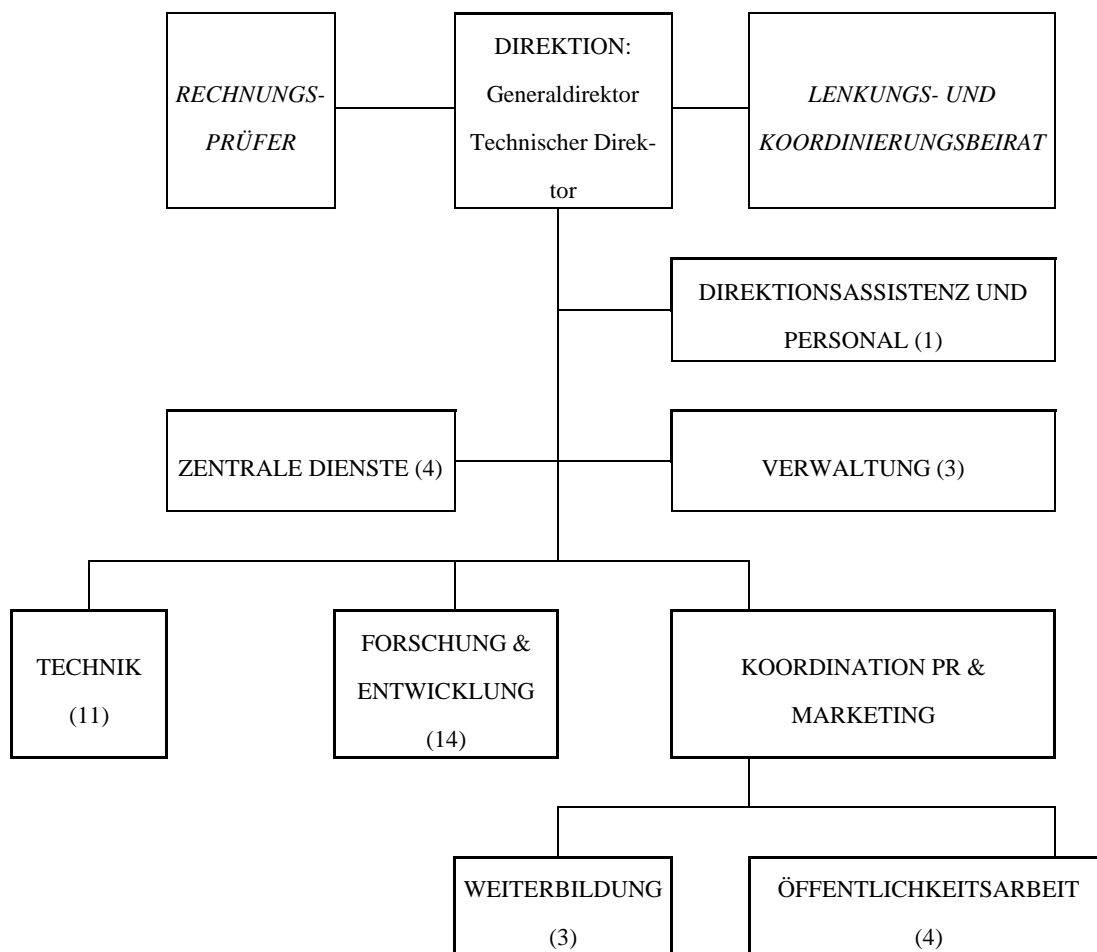 RECHNUNGS-
PRÜFER
DIREKTION:
Generaldirektor
Technischer Direk-
tor
LENKUNGS- UND
KOORDINIERUNGSBEIRAT
DIREKTIONSASSISTENZ UND
PERSONAL (1)
ZENTRALE DIENSTE (4)
VERWALTUNG (3)
TECHNIK
(11)
FORSCHUNG &
ENTWICKLUNG
(14)
KOORDINATION PR &
MARKETING
WEITERBILDUNG
(3)
ÖFFENTLICHKEITSARBEIT
(4)